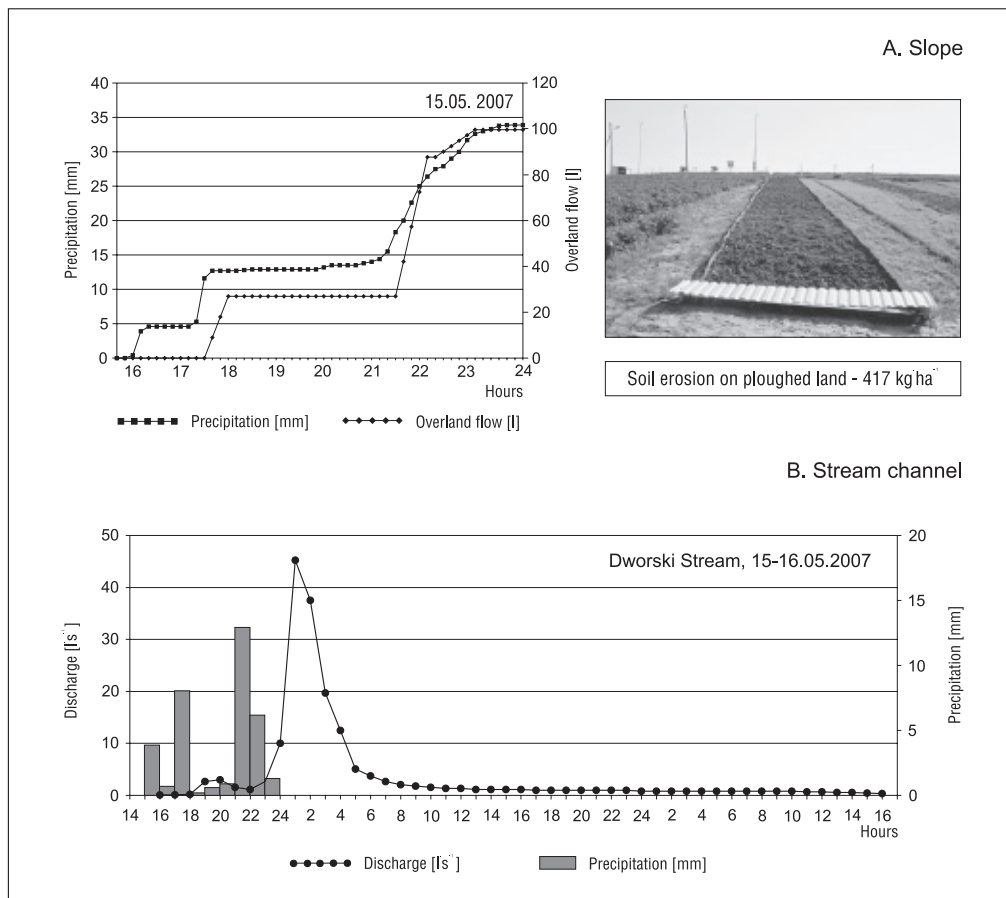 A. Slope
15.05. 2007
Precipitation [mm]
40
35
30
25
20
15
10
5
0
Overland flow [l]
120
100
80
60
40
20
0
16 17 18 19 20 21 22 23 24
Hours
Precipitation [mm] Overland flow [l]
Soil erosion on ploughed land - 417 kg ha⁻¹
B. Stream channel
Dworski Stream, 15-16.05.2007
Discharge [l s⁻¹]
50
40
30
20
10
0
Precipitation [mm]
20
15
10
5
0
14 16 18 20 22 24 2 4 6 8 10 12 14 16 18 20 22 24 2 4 6 8 10 12 14 16
Hours
Discharge [l s⁻¹] Precipitation [mm]